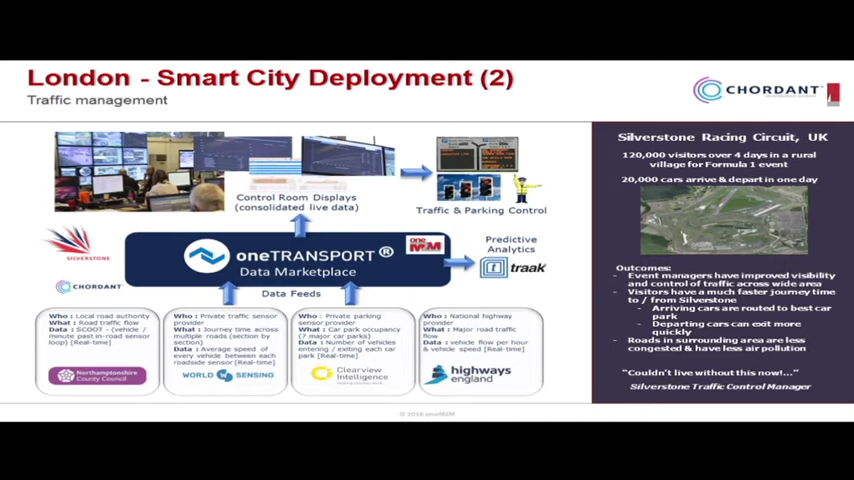 London - Smart City Deployment (2)
Traffic management
CHORDANT™
Control Room Displays
(consolidated live data)
Traffic & Parking Control
SILVERSTONE
CHORDANT
oneTRANSPORT®
Data Marketplace
oneM2M
Predictive
Analytics
traak
Data Feeds
Who : Local road authority
What : Road traffic flow
Data : SCOOT - (vehicle /
minute past in-road sensor
loop) [Real-time]
Northamptonshire
County Council
Who : Private traffic sensor
provider
What : Journey time across
multiple roads (section by
section)
Data : Average speed of
every vehicle between each
roadside sensor [Real-time]
WORLD SENSING
Who : Private parking
sensor provider
What : Car park occupancy
(7 major car parks)
Data : Number of vehicles
entering / exiting each car
park [Real-time]
Clearview
Intelligence
Who : National highway
provider
What : Major road traffic
flow
Data : vehicle flow per hour
& vehicle speed [Real-time]
highways
england
Silverstone Racing Circuit, UK
120,000 visitors over 4 days in a rural
village for Formula 1 event
20,000 cars arrive & depart in one day
Outcomes:
- Event managers have improved visibility
and control of traffic across wide area
- Visitors have a much faster journey time
to / from Silverstone
- Arriving cars are routed to best car
park
- Departing cars can exit more
quickly
- Roads in surrounding area are less
congested & have less air pollution
“Couldn’t live without this now!...”
Silverstone Traffic Control Manager
© 2018 oneM2M